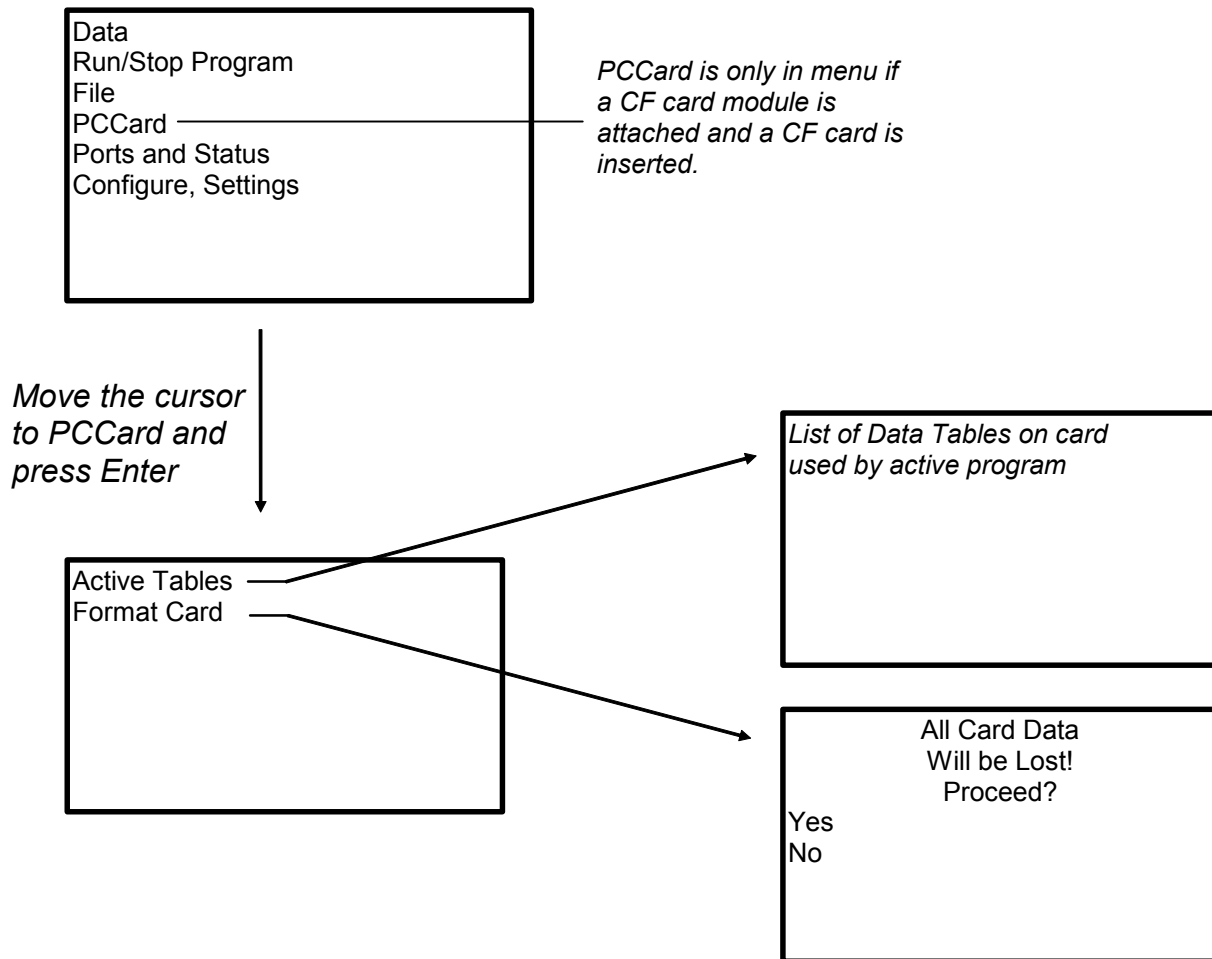 Data
Run/Stop Program
File
PCCard
Ports and Status
Configure, Settings
PCCard is only in menu if
a CF card module is
attached and a CF card is
inserted.
Move the cursor
to PCCard and
press Enter
Active Tables
Format Card
List of Data Tables on card
used by active program
All Card Data
Will be Lost!
Proceed?
Yes
No